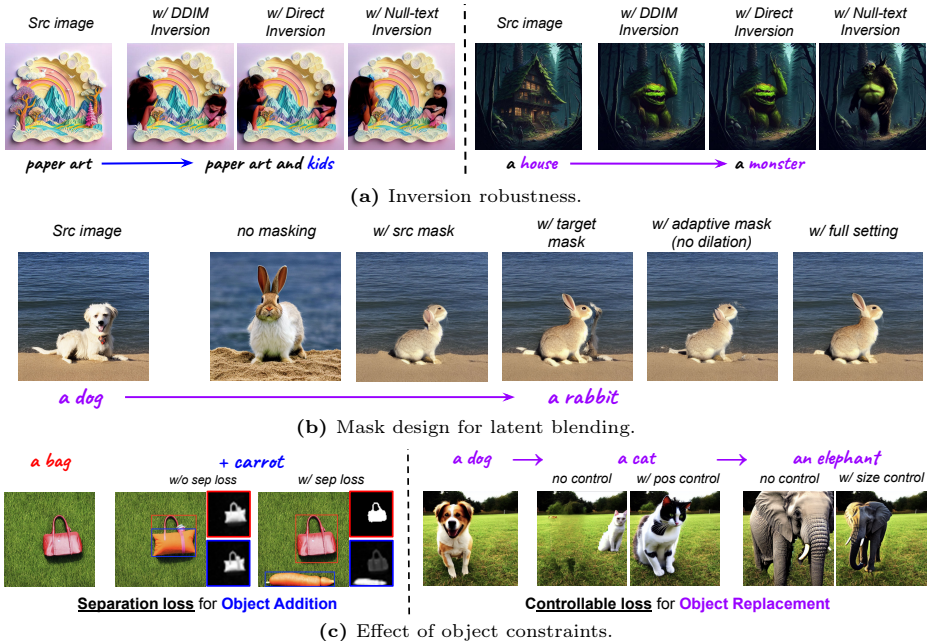 Src image
w/ DDIM Inversion
w/ Direct Inversion
w/ Null-text Inversion
Src image
w/ DDIM Inversion
w/ Direct Inversion
w/ Null-text Inversion
paper art
paper art and kids
a house
a monster
(a) Inversion robustness.
Src image
no masking
w/ src mask
w/ target mask
w/ adaptive mask (no dilation)
w/ full setting
a dog
a rabbit
(b) Mask design for latent blending.
a bag
+ carrot
w/o sep loss
w/ sep loss
a dog
a cat
an elephant
no control
w/ pos control
no control
w/ size control
Separation loss for Object Addition
Controllable loss for Object Replacement
(c) Effect of object constraints.